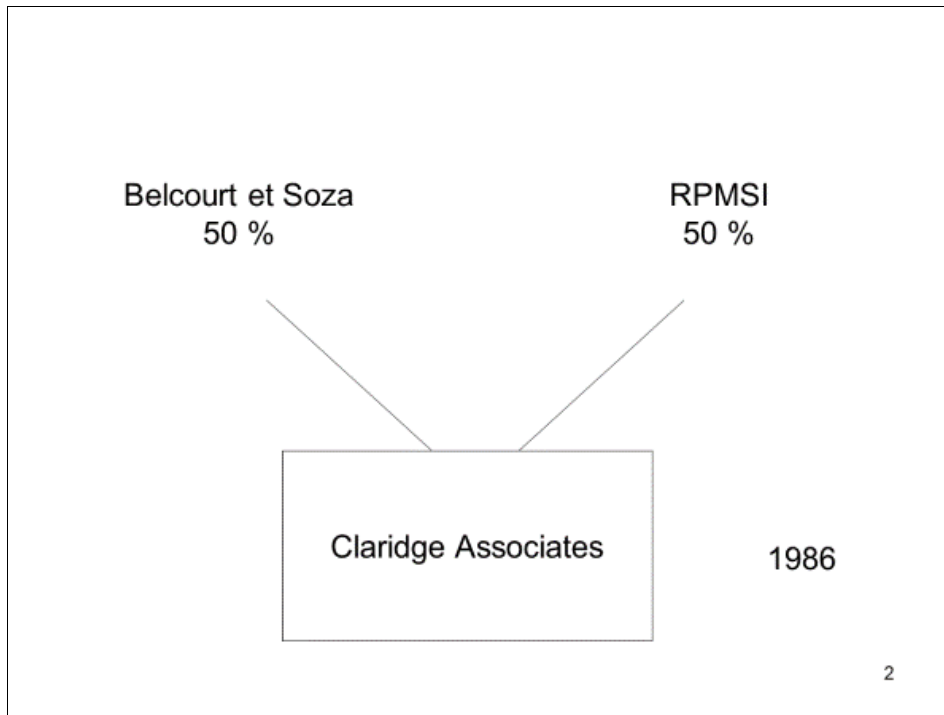 Belcourt et Soza
50 %
RPMSI
50 %
Claridge Associates
1986
2